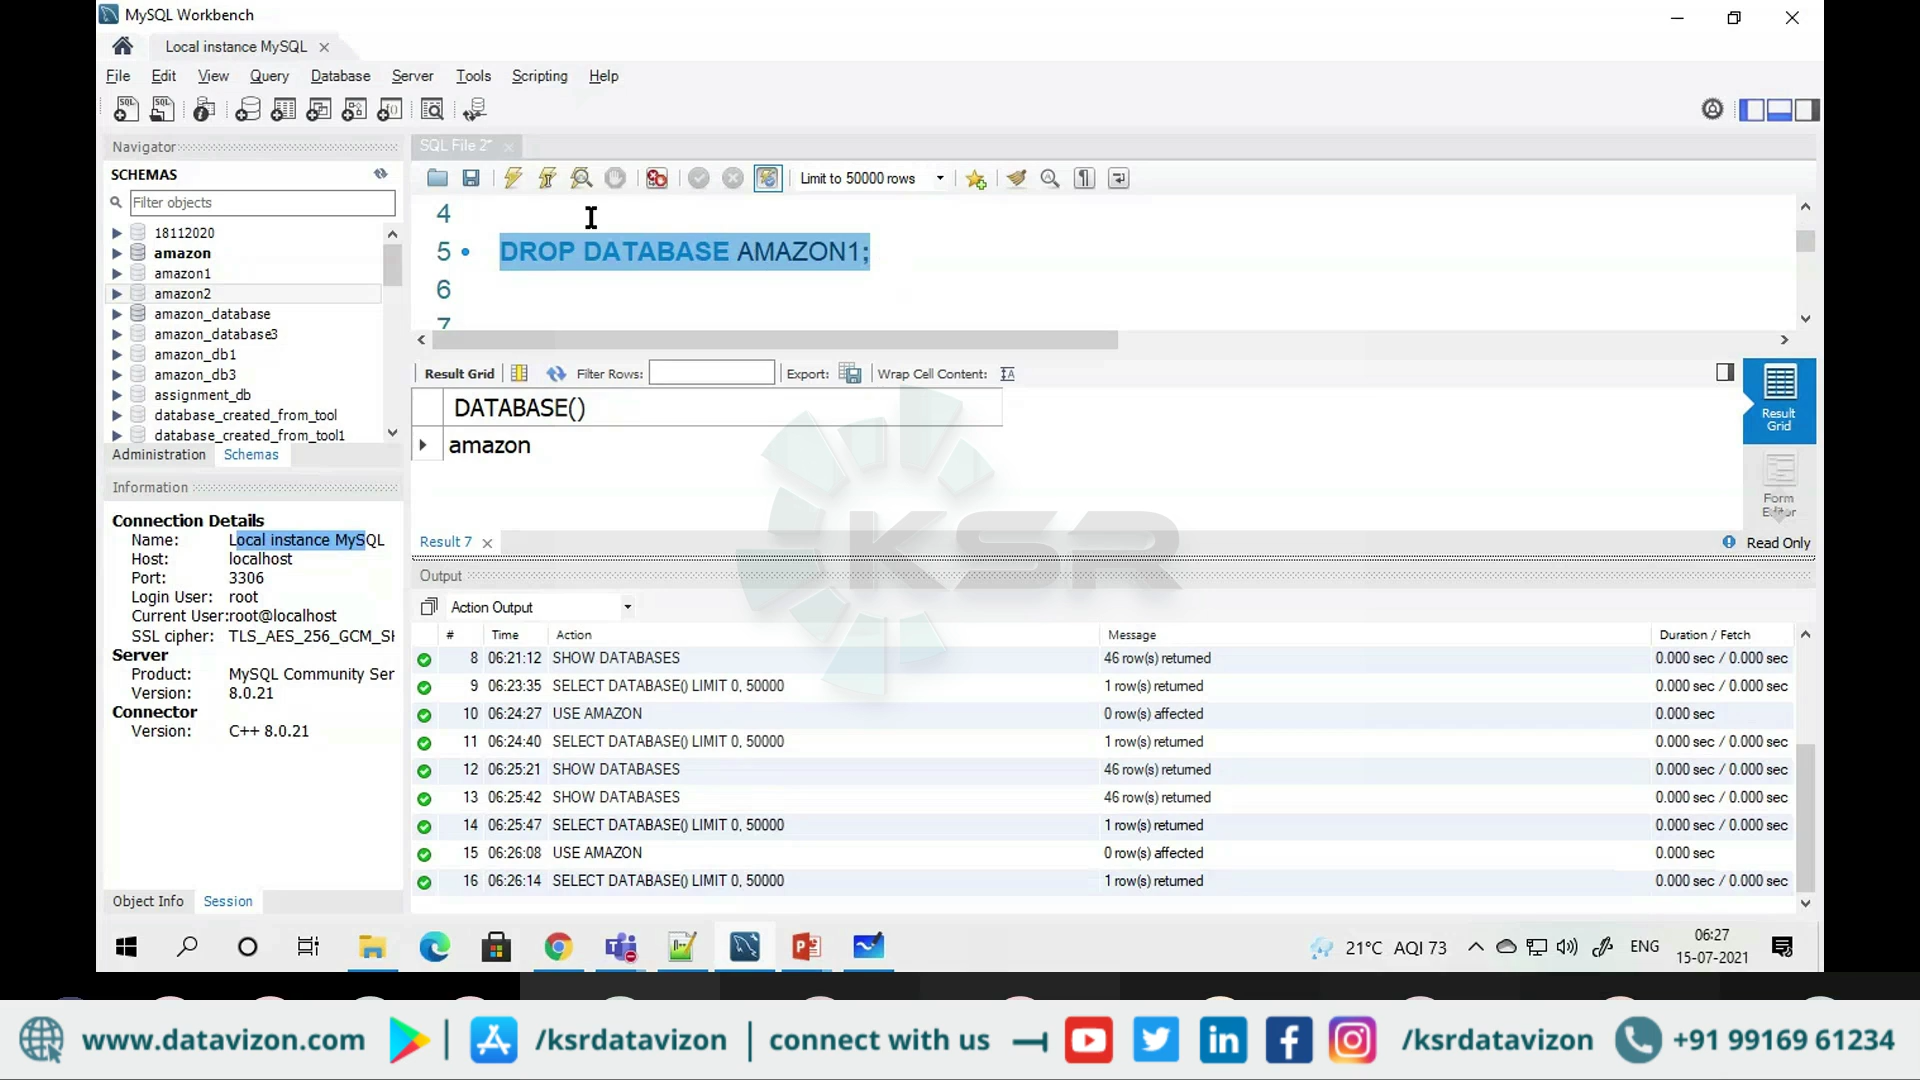 MySQL Workbench
Local instance MySQL
File Edit View Query Database Server Tools Scripting Help
Navigator
SCHEMAS
Filter objects
18112020
amazon
amazon1
amazon2
amazon_database
amazon_database3
amazon_db1
amazon_db3
assignment_db
database_created_from_tool
database_created_from_tool1
Administration Schemas
Information
Connection Details
Name: Local instance MySQL
Host: localhost
Port: 3306
Login User: root
Current User:root@localhost
SSL cipher: TLS_AES_256_GCM_SH
Server
Product: MySQL Community Ser
Version: 8.0.21
Connector
Version: C++ 8.0.21
Object Info Session
SQL File 2*
Limit to 50000 rows
4
5 DROP DATABASE AMAZON1;
6
7
Result Grid Filter Rows: Export: Wrap Cell Content:
DATABASE()
amazon
Result Grid
Form Editor
KSR
Result 7
Read Only
Output
Action Output
# Time Action Message Duration / Fetch
8 06:21:12 SHOW DATABASES 46 row(s) returned 0.000 sec / 0.000 sec
9 06:23:35 SELECT DATABASE() LIMIT 0, 50000 1 row(s) returned 0.000 sec / 0.000 sec
10 06:24:27 USE AMAZON 0 row(s) affected 0.000 sec
11 06:24:40 SELECT DATABASE() LIMIT 0, 50000 1 row(s) returned 0.000 sec / 0.000 sec
12 06:25:21 SHOW DATABASES 46 row(s) returned 0.000 sec / 0.000 sec
13 06:25:42 SHOW DATABASES 46 row(s) returned 0.000 sec / 0.000 sec
14 06:25:47 SELECT DATABASE() LIMIT 0, 50000 1 row(s) returned 0.000 sec / 0.000 sec
15 06:26:08 USE AMAZON 0 row(s) affected 0.000 sec
16 06:26:14 SELECT DATABASE() LIMIT 0, 50000 1 row(s) returned 0.000 sec / 0.000 sec
21°C AQI 73 ENG
06:27
15-07-2021
www.datavizon.com | /ksrdatavizon | connect with us /ksrdatavizon +91 99169 61234